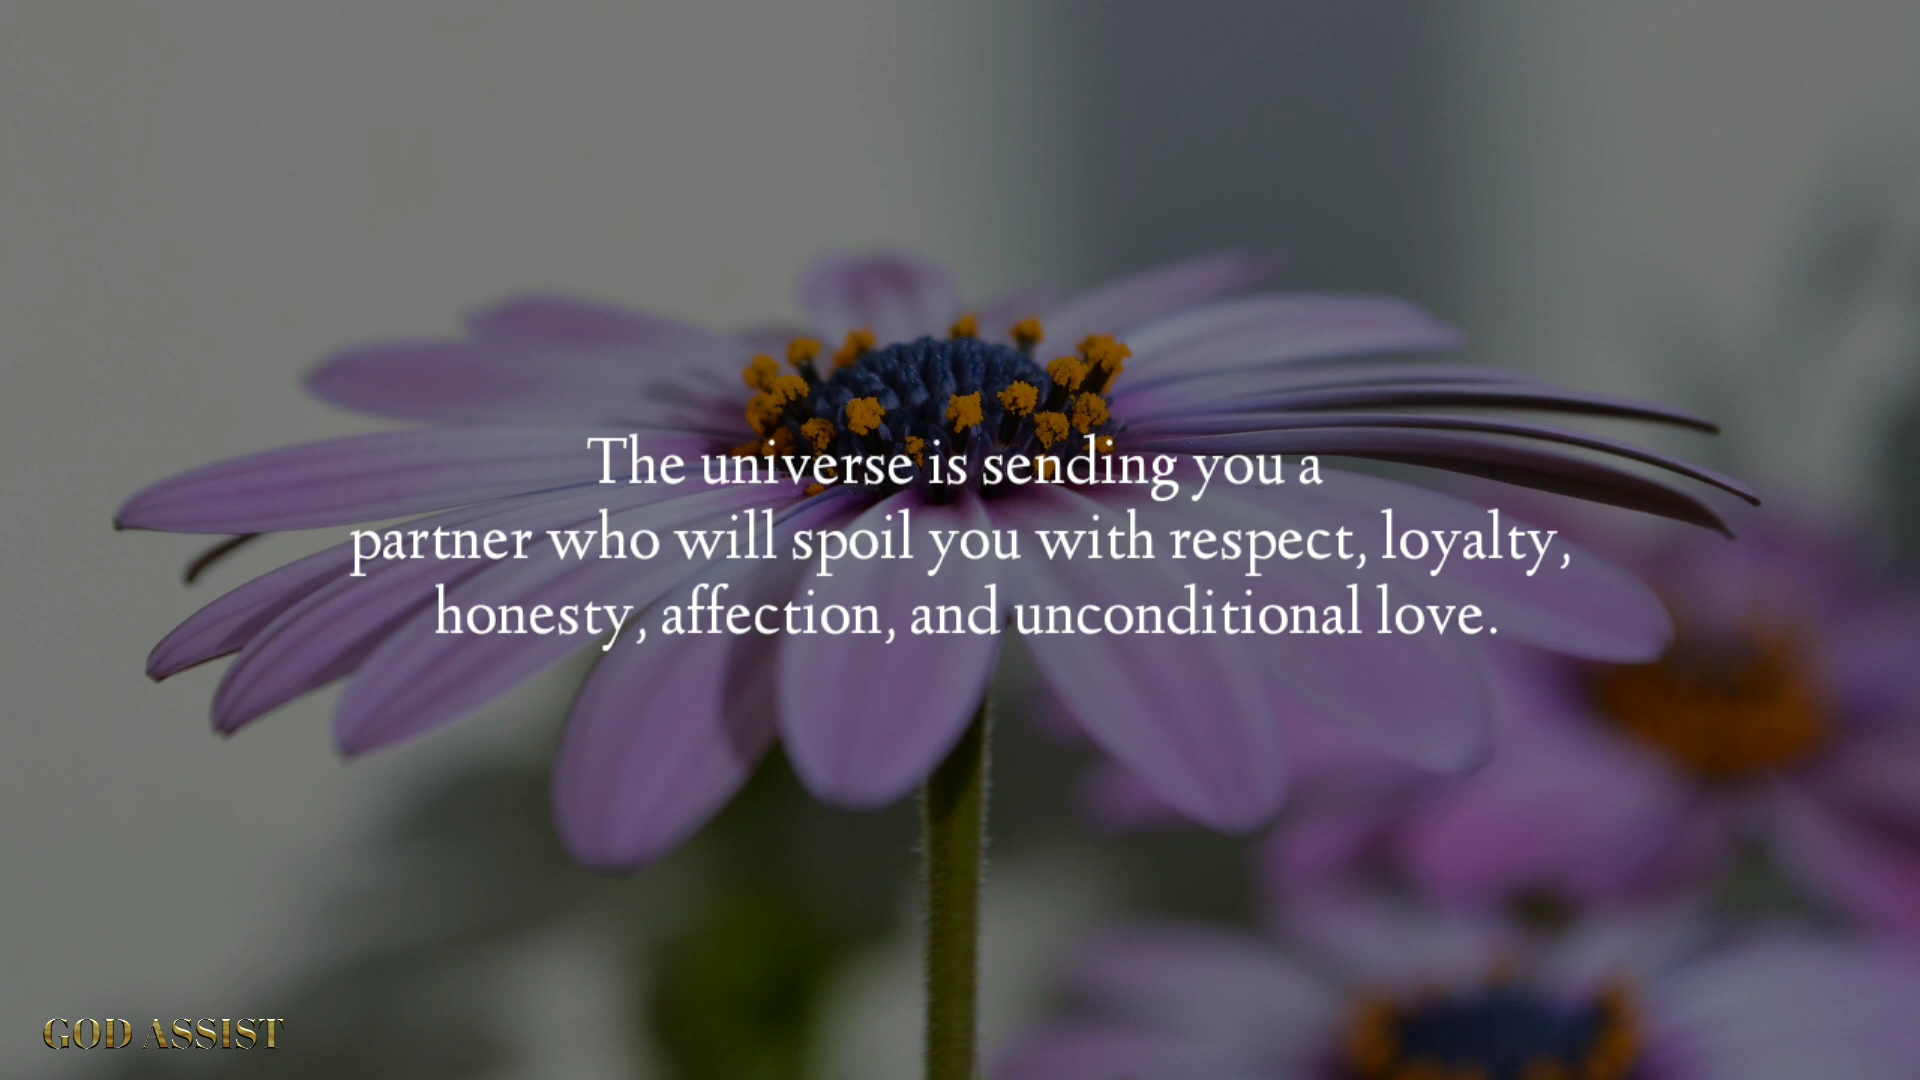 The universe is sending you a
partner who will spoil you with respect, loyalty,
honesty, affection, and unconditional love.
GOD ASSIST